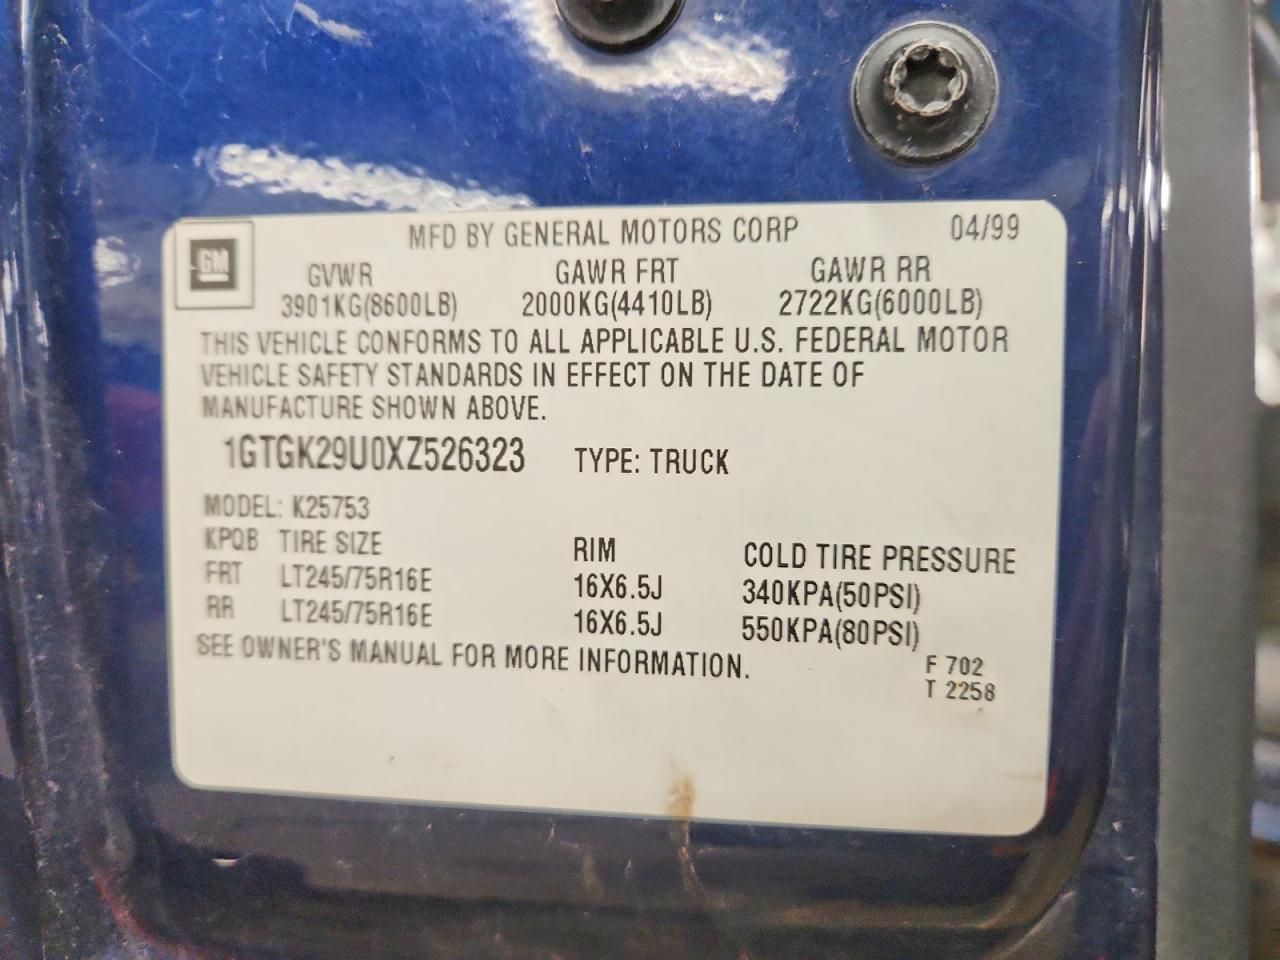 GM
MFD BY GENERAL MOTORS CORP 04/99
GVWR GAWR FRT GAWR RR
3901KG(8600LB) 2000KG(4410LB) 2722KG(6000LB)
THIS VEHICLE CONFORMS TO ALL APPLICABLE U.S. FEDERAL MOTOR
VEHICLE SAFETY STANDARDS IN EFFECT ON THE DATE OF
MANUFACTURE SHOWN ABOVE.
1GTGK29U0XZ526323 TYPE: TRUCK
MODEL: K25753
KPQB TIRE SIZE RIM COLD TIRE PRESSURE
FRT LT245/75R16E 16X6.5J 340KPA(50PSI)
RR LT245/75R16E 16X6.5J 550KPA(80PSI)
SEE OWNER'S MANUAL FOR MORE INFORMATION.
F 702
T 2258